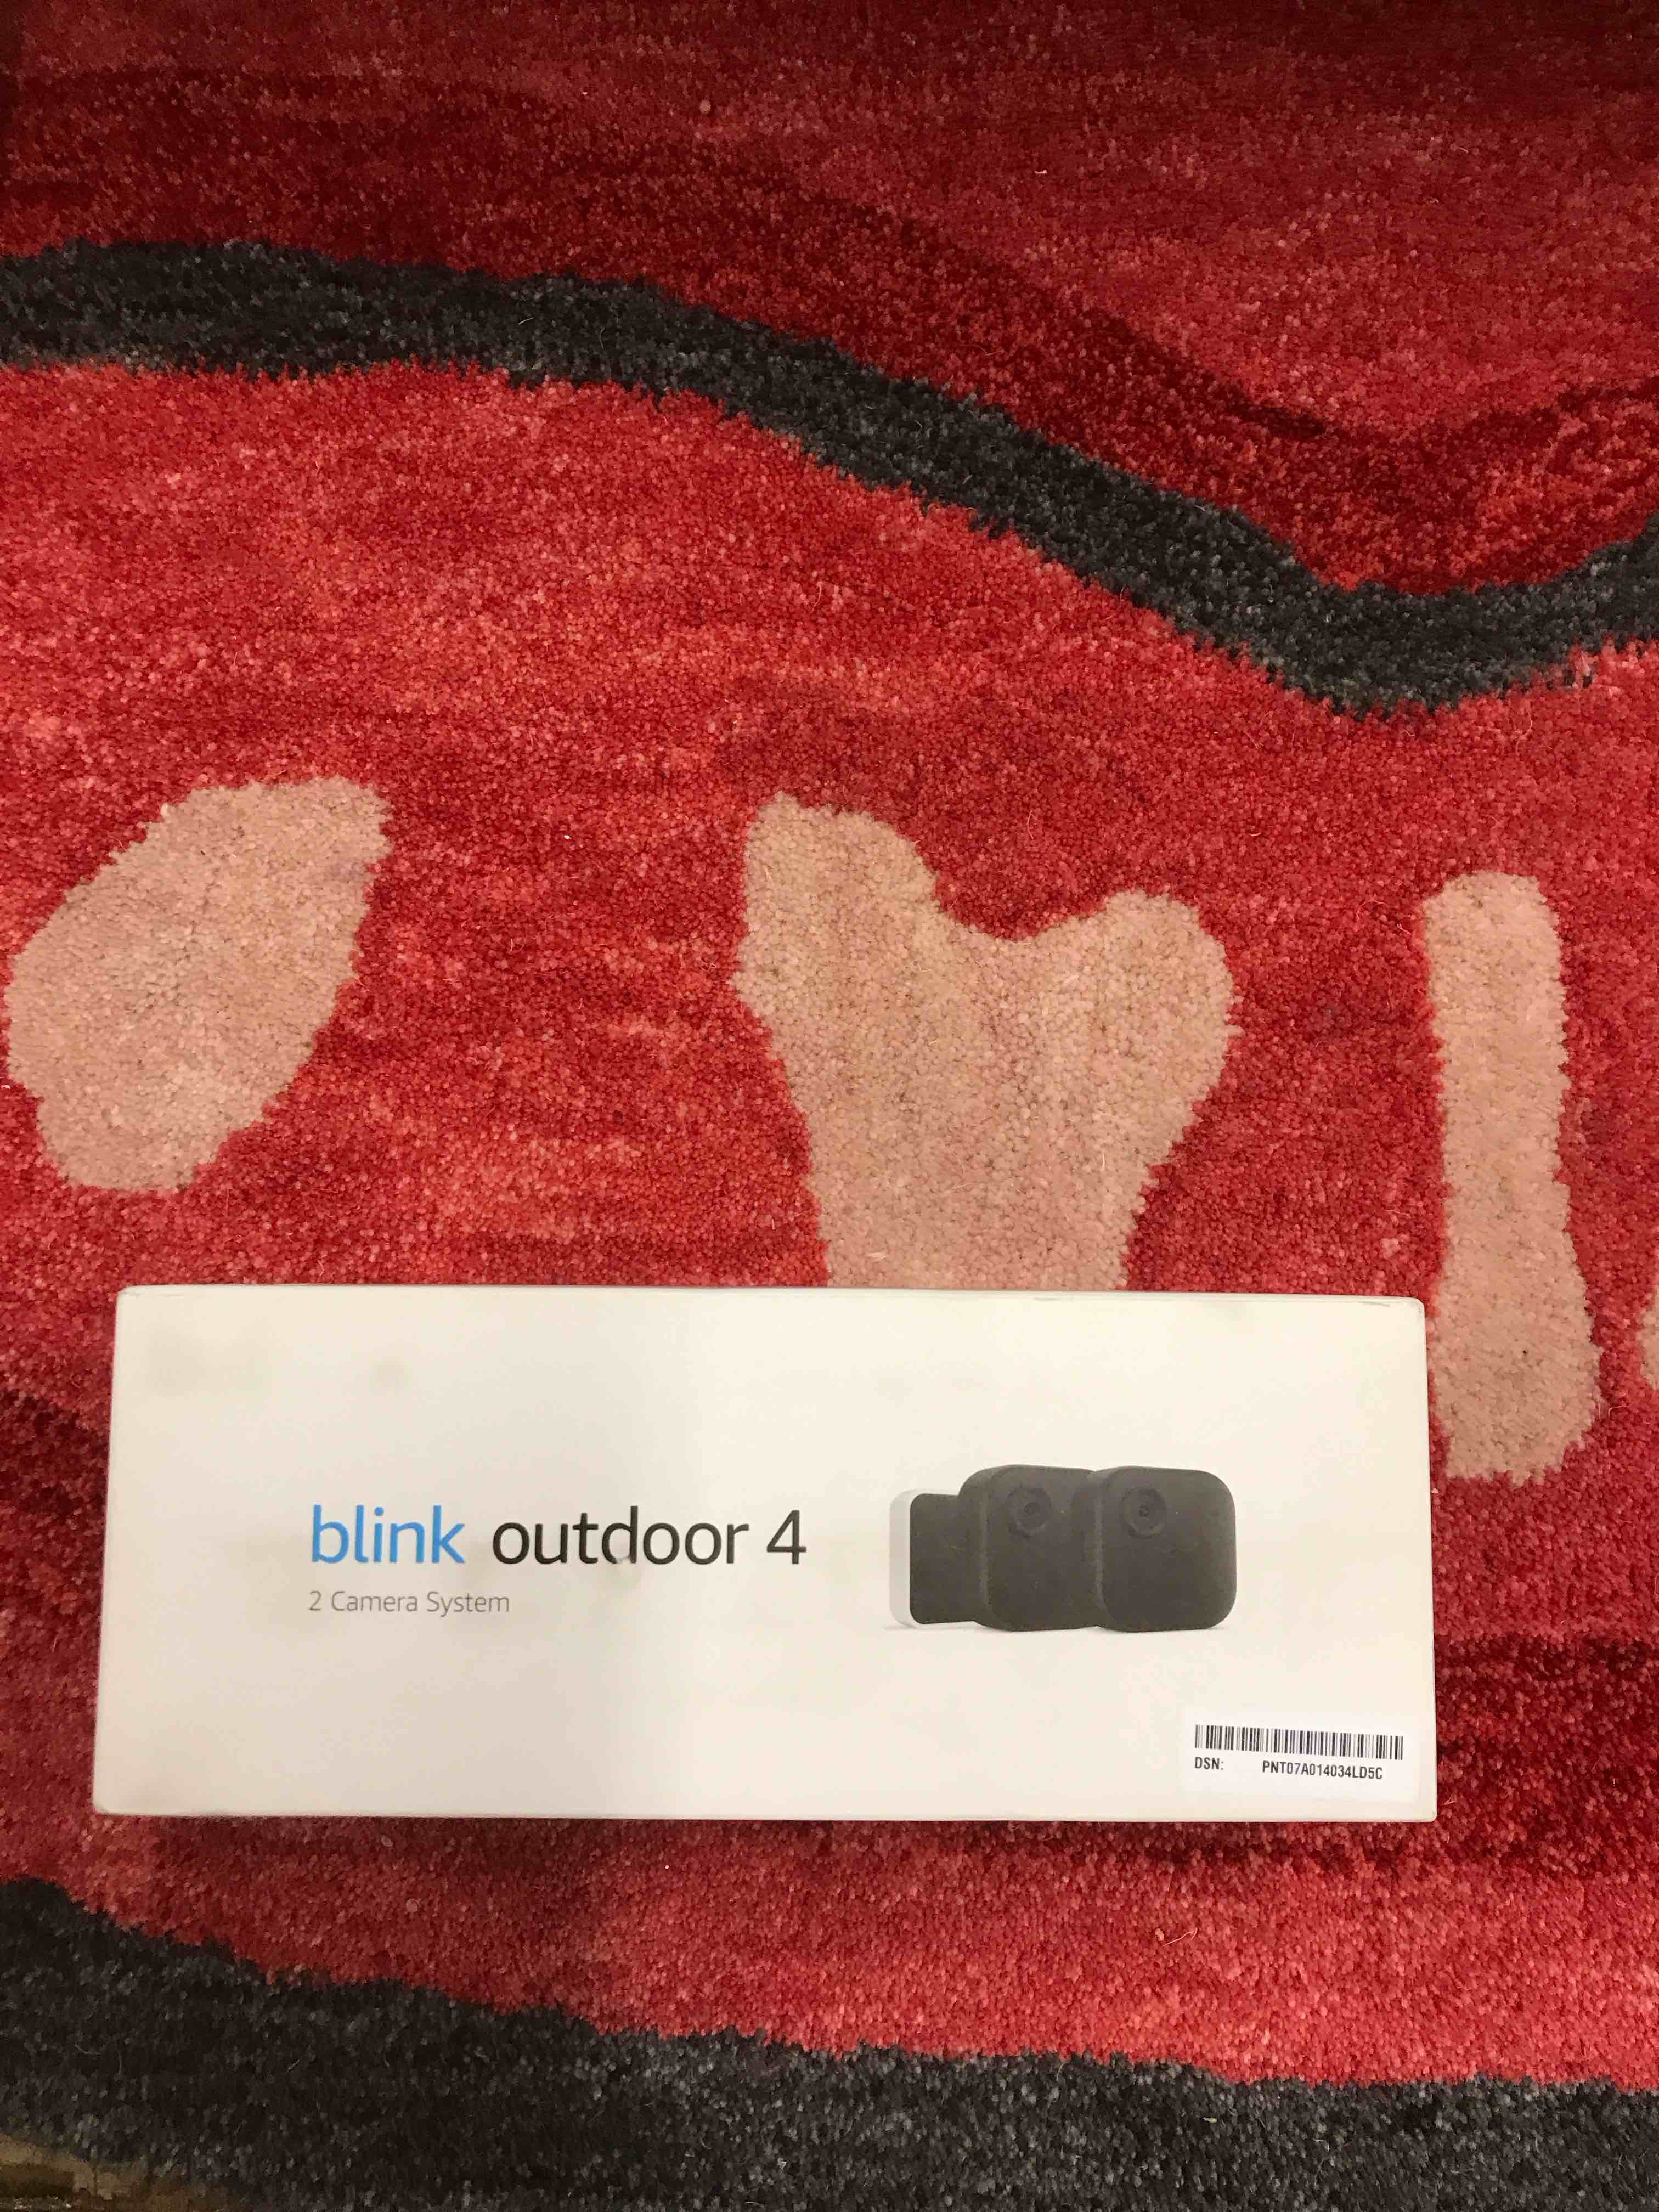 blink outdoor 4
2 Camera System
DSN: PNT07A014034LD5C